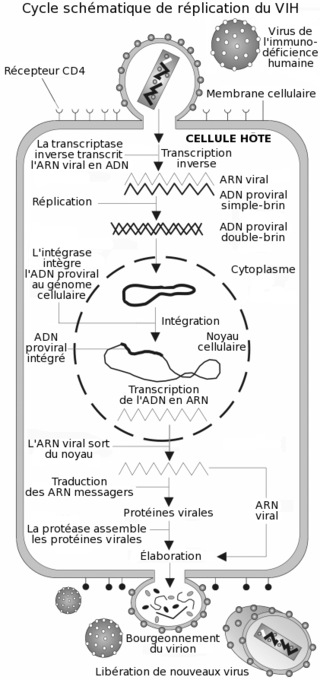 Cycle schématique de réplication du VIH
Virus de
l'immuno-
déficience
humaine
Récepteur CD4
Membrane cellulaire
CELLULE HÔTE
La transcriptase
inverse transcrit
l'ARN viral en ADN
Transcription
inverse
ARN viral
ADN proviral
simple-brin
Réplication
ADN proviral
double-brin
L'intégrase
intègre
l'ADN proviral
au génome
cellulaire
Cytoplasme
Intégration
ADN
proviral
intégré
Noyau
cellulaire
Transcription
de l'ADN en ARN
L'ARN viral sort
du noyau
Traduction
des ARN messagers
ARN
viral
Protéines virales
La protéase assemble
les protéines virales
Élaboration
Bourgeonnement
du virion
Libération de nouveaux virus